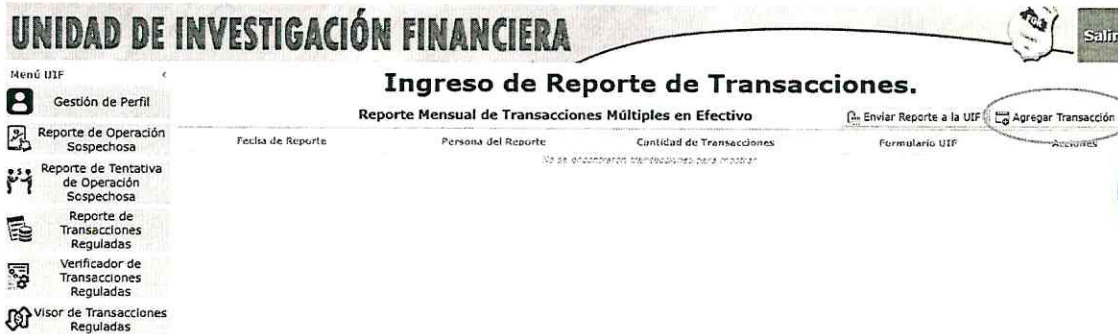 UNIDAD DE INVESTIGACIÓN FINANCIERA
Salir
Menú UIF <
Gestión de Perfil
Reporte de Operación
Sospechosa
Reporte de Tentativa
de Operación
Sospechosa
Reporte de
Transacciones
Reguladas
Verificador de
Transacciones
Reguladas
Visor de Transacciones
Reguladas
Ingreso de Reporte de Transacciones.
Reporte Mensual de Transacciones Múltiples en Efectivo
Enviar Reporte a la UIF
Agregar Transacción
Fecha de Reporte Persona del Reporte Cantidad de Transacciones Formulario UIF Acciones
No se encontraron transacciones para mostrar